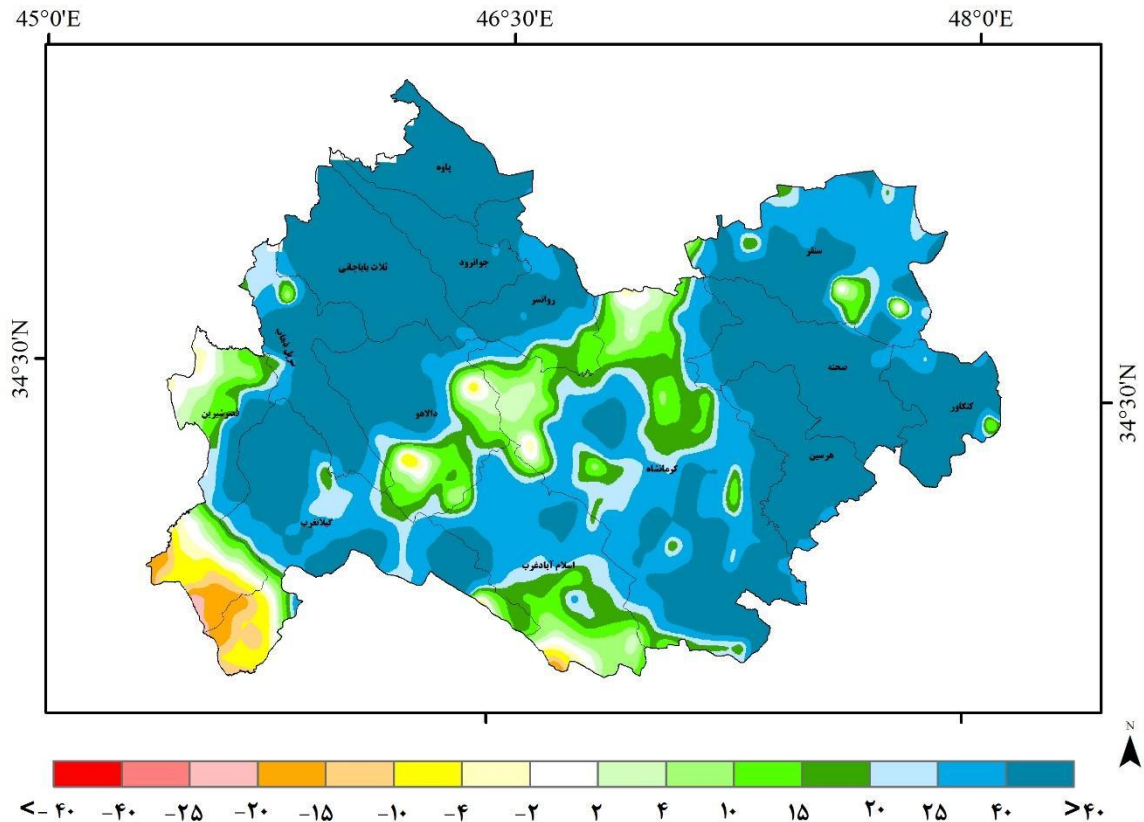 45°0'E 46°30'E 48°0'E
پاوه
سنقر
ثلاث باباجانی
جوانرود
روانسر
34°30'N
سرپل ذهاب
صحنه
34°30'N
قصرشیرین
دالاهو
کنگاور
هرسین
کرمانشاه
گیلانغرب
اسلام آبادغرب
N
<-۴۰ -۴۰ -۲۵ -۲۰ -۱۵ -۱۰ -۴ -۲ ۲ ۴ ۱۰ ۱۵ ۲۰ ۲۵ ۴۰ >۴۰